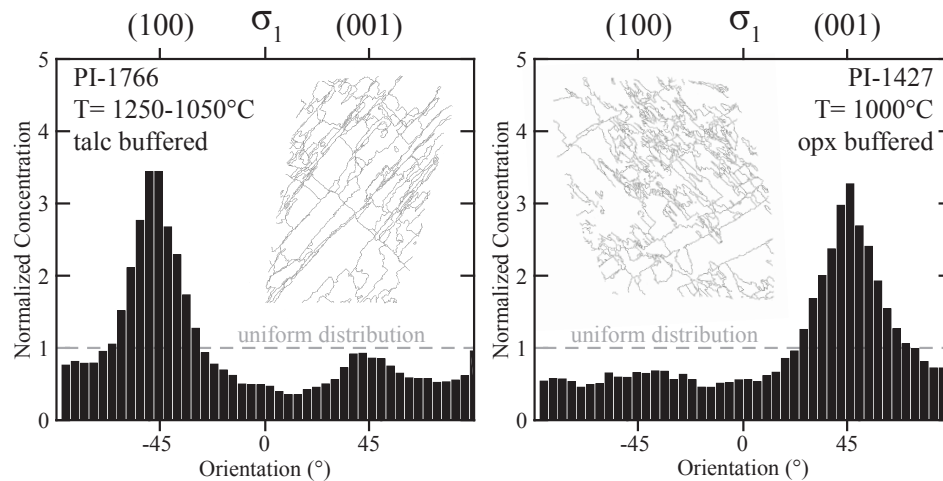 (100) σ1 (001)
(100) σ1 (001)
PI-1766
T= 1250-1050°C
talc buffered
PI-1427
T= 1000°C
opx buffered
Normalized Concentration
5
4
3
2
1
0
uniform distribution
-45 0 45
Orientation (°)
Normalized Concentration
5
4
3
2
1
0
uniform distribution
-45 0 45
Orientation (°)